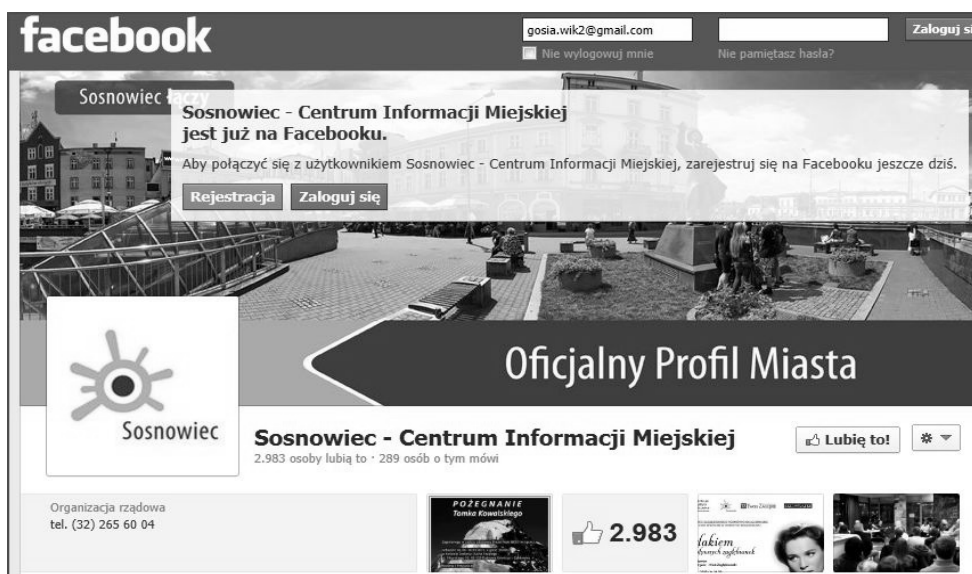 facebook
gosia.wik2@gmail.com
Zaloguj si
Nie wylogowuj mnie
Nie pamiętasz hasła?
Sosnowiec łączy
Sosnowiec - Centrum Informacji Miejskiej
jest już na Facebooku.
Aby połączyć się z użytkownikiem Sosnowiec - Centrum Informacji Miejskiej, zarejestruj się na Facebooku jeszcze dziś.
Rejestracja
Zaloguj się
Oficjalny Profil Miasta
Sosnowiec
Sosnowiec - Centrum Informacji Miejskiej
Lubię to!
2.983 osoby lubią to · 289 osób o tym mówi
Organizacja rządowa
tel. (32) 265 60 04
POŻEGNANIE
Tomka Kowalskiego
2.983